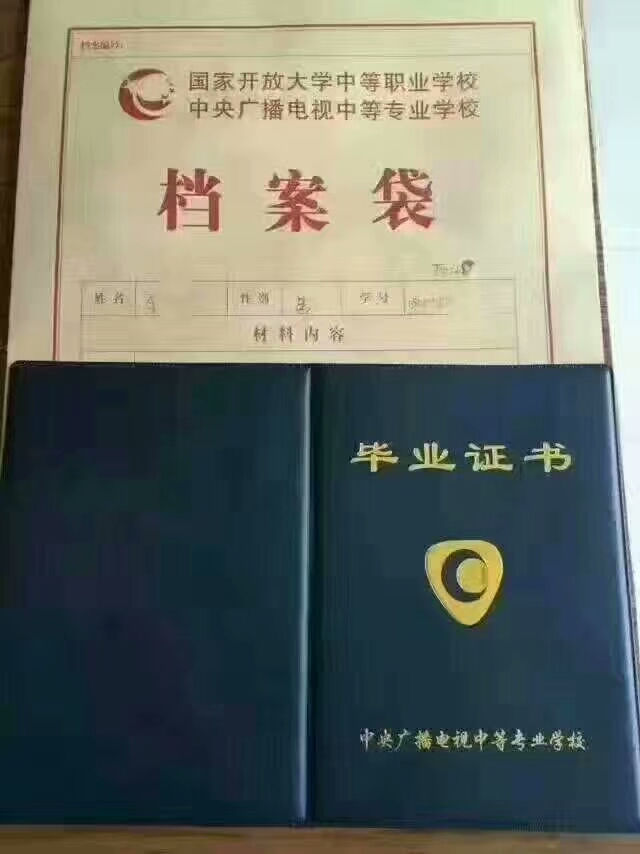 档案编号:
国家开放大学中等职业学校
中央广播电视中等专业学校
档案袋
姓名 性别 学号
材料内容
毕业证书
中央广播电视中等专业学校